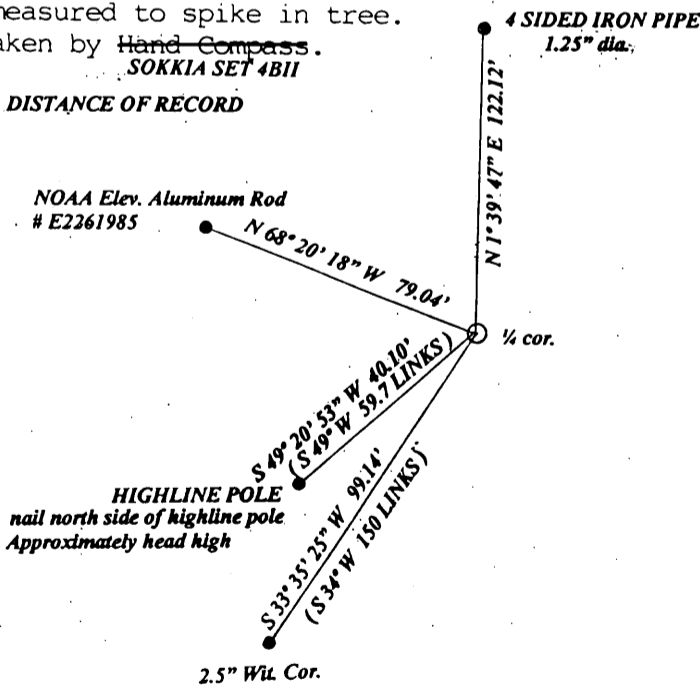 measured to spike in tree.
aken by Hand Compass.
SOKKIA SET 4BII
DISTANCE OF RECORD
4 SIDED IRON PIPE
1.25" dia.
N 1° 39' 47" E 122.12'
NOAA Elev. Aluminum Rod
# E2261985
N 68° 20' 18" W 79.04'
¼ cor.
S 49° 20' 53" W 40.10'
( S 49° W 59.7 LINKS )
HIGHLINE POLE
nail north side of highline pole
Approximately head high
S 33° 35' 25" W 99.14'
( S 34° W 150 LINKS )
2.5" Wit. Cor.